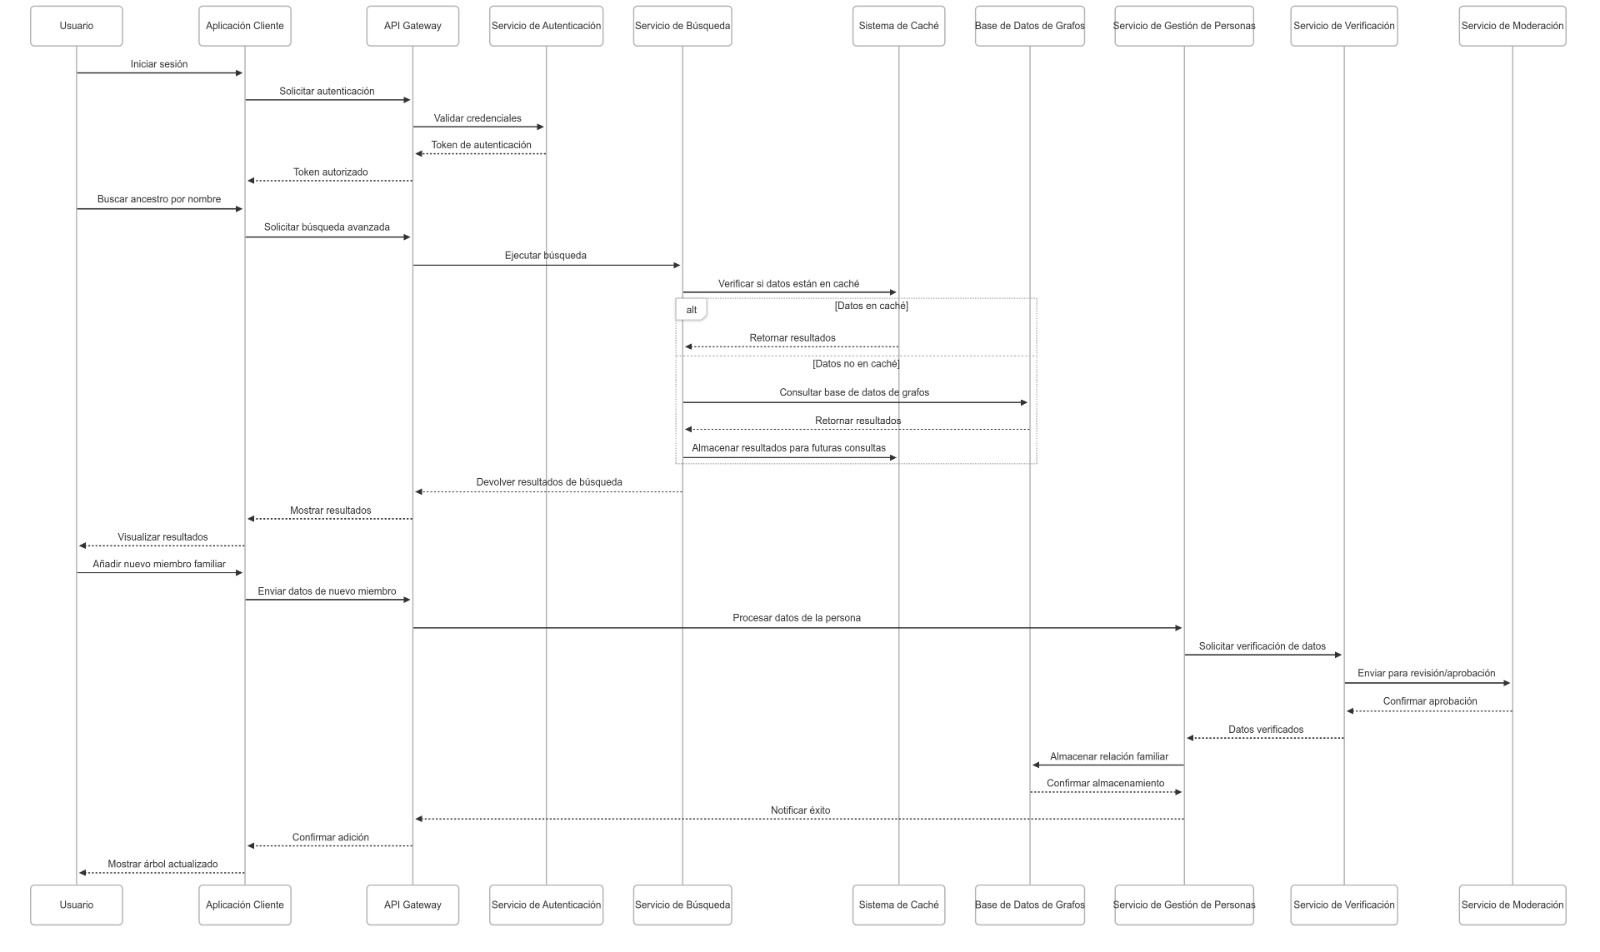 Usuario
Aplicación Cliente
API Gateway
Servicio de Autenticación
Servicio de Búsqueda
Sistema de Caché
Base de Datos de Grafos
Servicio de Gestión de Personas
Servicio de Verificación
Servicio de Moderación
Iniciar sesión
Solicitar autenticación
Validar credenciales
Token de autenticación
Token autorizado
Buscar ancestro por nombre
Solicitar búsqueda avanzada
Ejecutar búsqueda
Verificar si datos están en caché
alt
[Datos en caché]
Retornar resultados
[Datos no en caché]
Consultar base de datos de grafos
Retornar resultados
Almacenar resultados para futuras consultas
Devolver resultados de búsqueda
Mostrar resultados
Visualizar resultados
Añadir nuevo miembro familiar
Enviar datos de nuevo miembro
Procesar datos de la persona
Solicitar verificación de datos
Enviar para revisión/aprobación
Confirmar aprobación
Datos verificados
Almacenar relación familiar
Confirmar almacenamiento
Notificar éxito
Confirmar adición
Mostrar árbol actualizado
Usuario
Aplicación Cliente
API Gateway
Servicio de Autenticación
Servicio de Búsqueda
Sistema de Caché
Base de Datos de Grafos
Servicio de Gestión de Personas
Servicio de Verificación
Servicio de Moderación